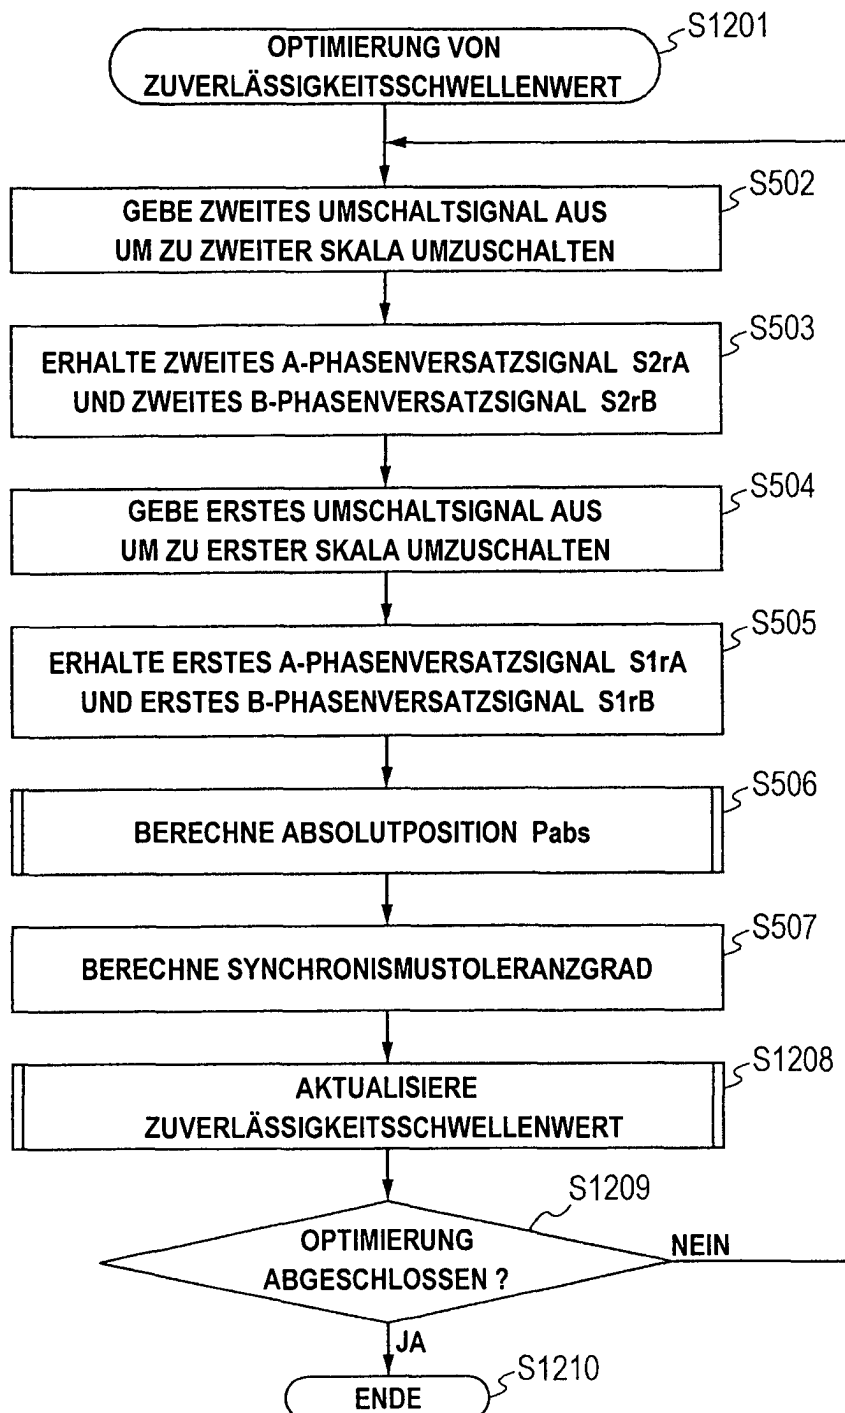 S1201
OPTIMIERUNG VON
ZUVERLÄSSIGKEITSSCHWELLENWERT
S502
GEBE ZWEITES UMSCHALTSIGNAL AUS
UM ZU ZWEITER SKALA UMZUSCHALTEN
S503
ERHALTE ZWEITES A-PHASENVERSATZSIGNAL S2rA
UND ZWEITES B-PHASENVERSATZSIGNAL S2rB
S504
GEBE ERSTES UMSCHALTSIGNAL AUS
UM ZU ERSTER SKALA UMZUSCHALTEN
S505
ERHALTE ERSTES A-PHASENVERSATZSIGNAL S1rA
UND ERSTES B-PHASENVERSATZSIGNAL S1rB
S506
BERECHNE ABSOLUTPOSITION Pabs
S507
BERECHNE SYNCHRONISMUSTOLERANZGRAD
S1208
AKTUALISIERE
ZUVERLÄSSIGKEITSSCHWELLENWERT
S1209
OPTIMIERUNG
ABGESCHLOSSEN ?
NEIN
JA
S1210
ENDE